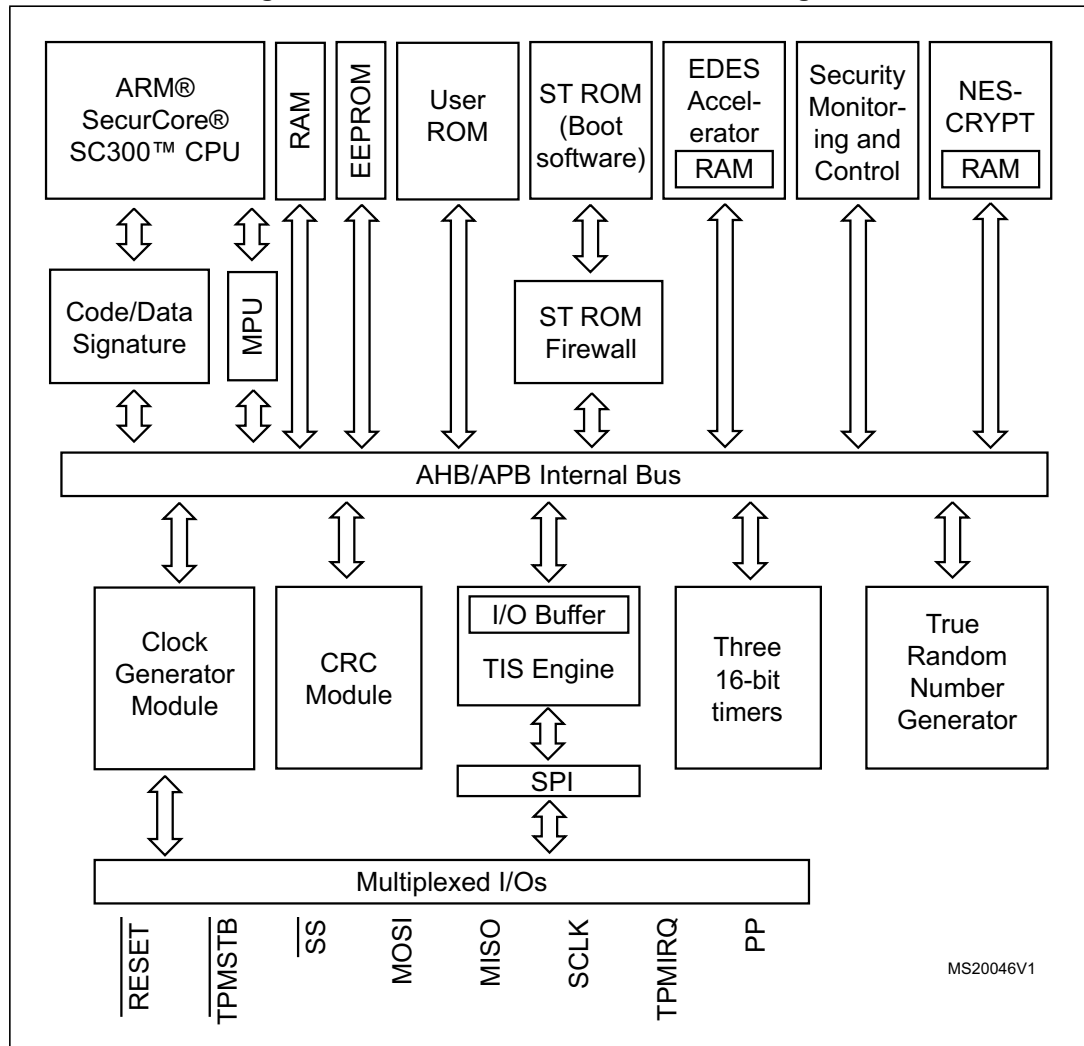 ARM®
SecurCore®
SC300™ CPU
RAM
EEPROM
User
ROM
ST ROM
(Boot
software)
EDES
Accel-
erator
RAM
Security
Monitor-
ing and
Control
NES-
CRYPT
RAM
Code/Data
Signature
MPU
ST ROM
Firewall
AHB/APB Internal Bus
Clock
Generator
Module
CRC
Module
I/O Buffer
TIS Engine
Three
16-bit
timers
True
Random
Number
Generator
SPI
Multiplexed I/Os
RESET
TPMSTB
SS
MOSI
MISO
SCLK
TPMIRQ
PP
MS20046V1